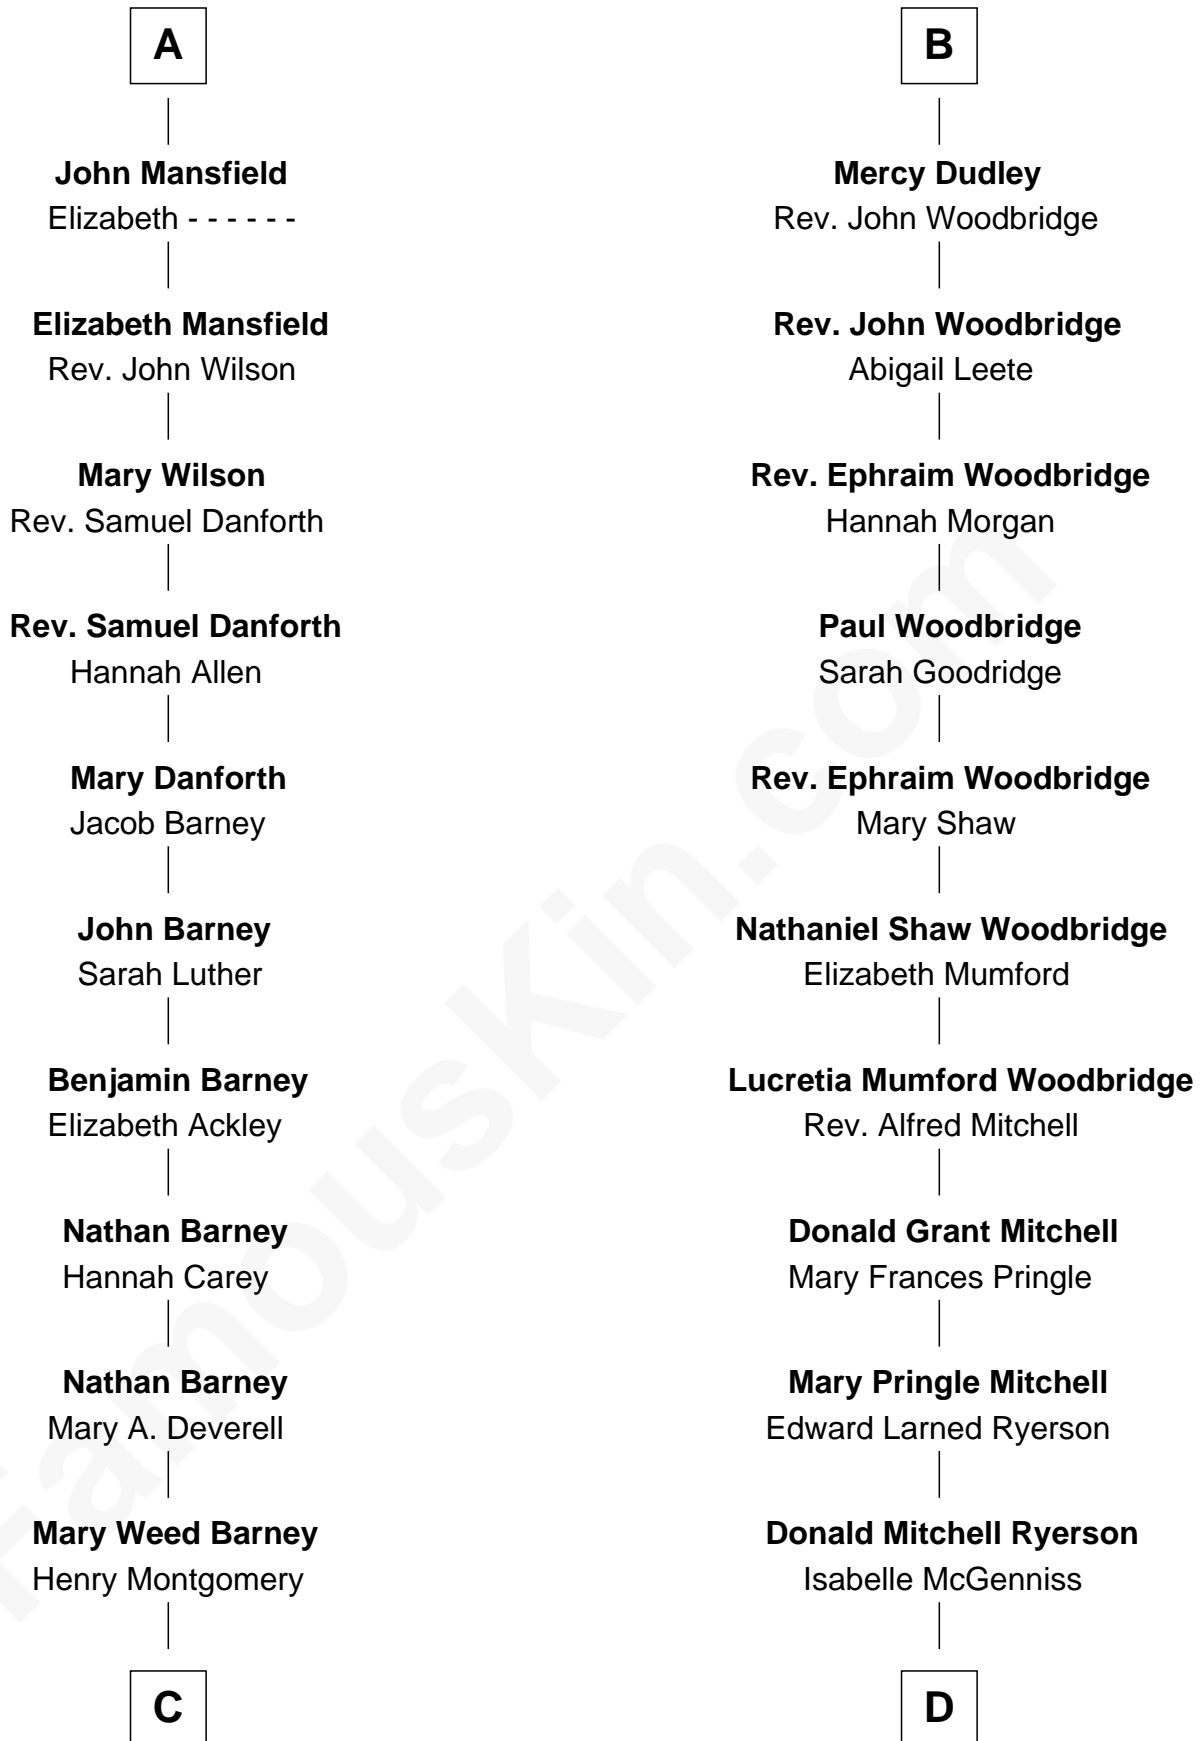 A
John Mansfield
Elizabeth - - - - - -
Elizabeth Mansfield
Rev. John Wilson
Mary Wilson
Rev. Samuel Danforth
Rev. Samuel Danforth
Hannah Allen
Mary Danforth
Jacob Barney
John Barney
Sarah Luther
Benjamin Barney
Elizabeth Ackley
Nathan Barney
Hannah Carey
Nathan Barney
Mary A. Deverell
Mary Weed Barney
Henry Montgomery
C
B
Mercy Dudley
Rev. John Woodbridge
Rev. John Woodbridge
Abigail Leete
Rev. Ephraim Woodbridge
Hannah Morgan
Paul Woodbridge
Sarah Goodridge
Rev. Ephraim Woodbridge
Mary Shaw
Nathaniel Shaw Woodbridge
Elizabeth Mumford
Lucretia Mumford Woodbridge
Rev. Alfred Mitchell
Donald Grant Mitchell
Mary Frances Pringle
Mary Pringle Mitchell
Edward Larned Ryerson
Donald Mitchell Ryerson
Isabelle McGenniss
D
FamousKin.com